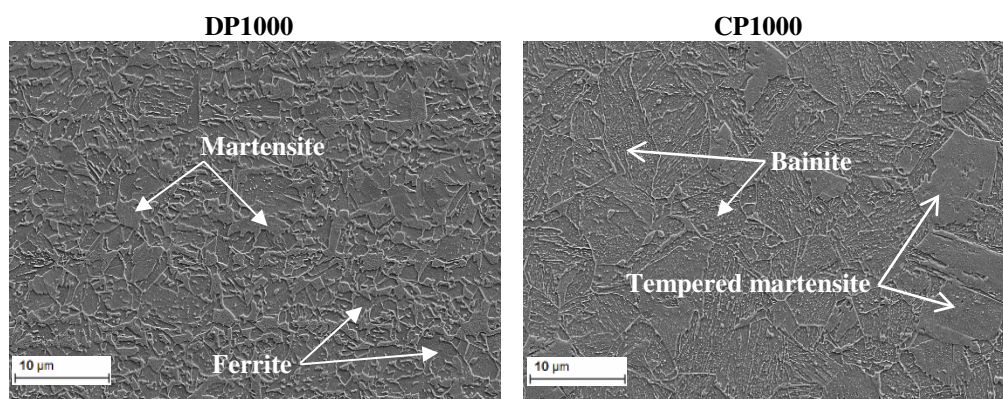 DP1000
CP1000
Martensite
Ferrite
10 µm
Bainite
Tempered martensite
10 µm